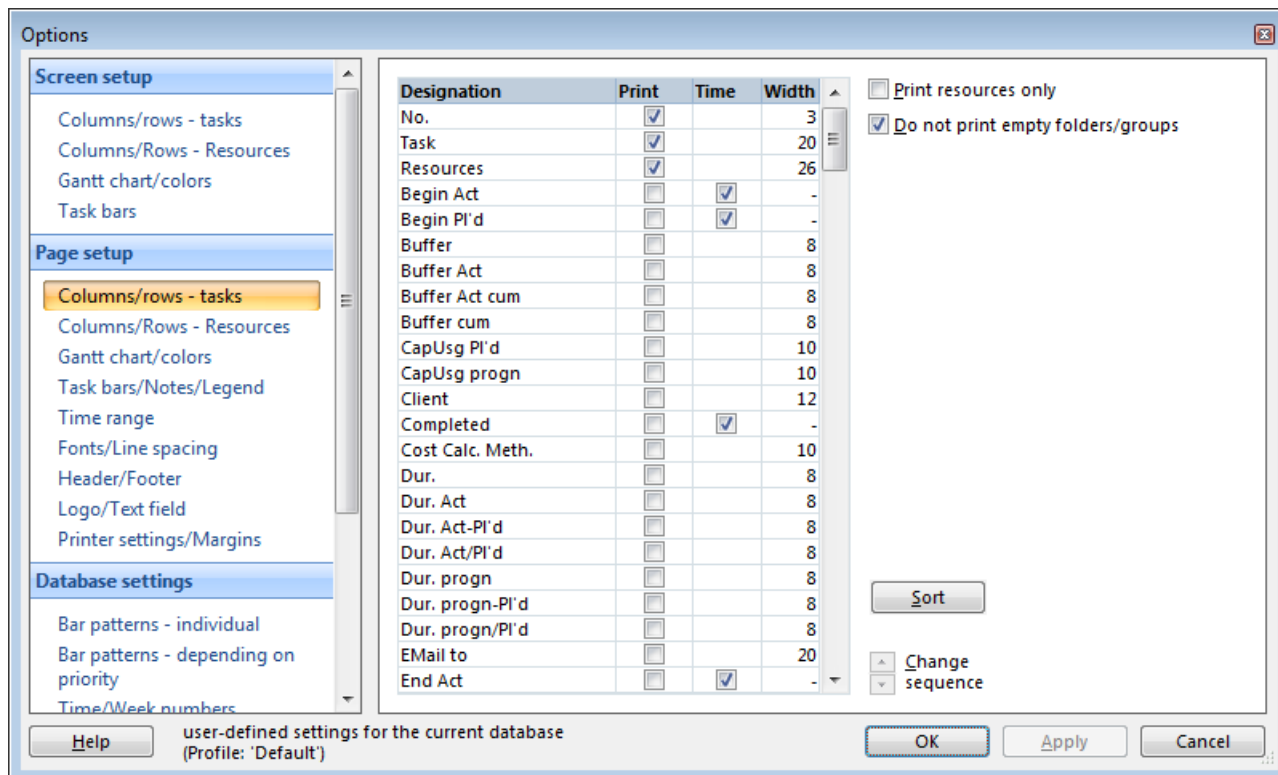 Options
Screen setup
Columns/rows - tasks
Columns/Rows - Resources
Gantt chart/colors
Task bars
Page setup
Columns/rows - tasks
Columns/Rows - Resources
Gantt chart/colors
Task bars/Notes/Legend
Time range
Fonts/Line spacing
Header/Footer
Logo/Text field
Printer settings/Margins
Database settings
Bar patterns - individual
Bar patterns - depending on
priority
Time/Week numbers
Designation Print Time Width
No. 3
Task 20
Resources 26
Begin Act -
Begin Pl'd -
Buffer 8
Buffer Act 8
Buffer Act cum 8
Buffer cum 8
CapUsg Pl'd 10
CapUsg progn 10
Client 12
Completed -
Cost Calc. Meth. 10
Dur. 8
Dur. Act 8
Dur. Act-Pl'd 8
Dur. Act/Pl'd 8
Dur. progn 8
Dur. progn-Pl'd 8
Dur. progn/Pl'd 8
EMail to 20
End Act -
Print resources only
Do not print empty folders/groups
Sort
Change
sequence
Help
user-defined settings for the current database
(Profile: 'Default')
OK Apply Cancel